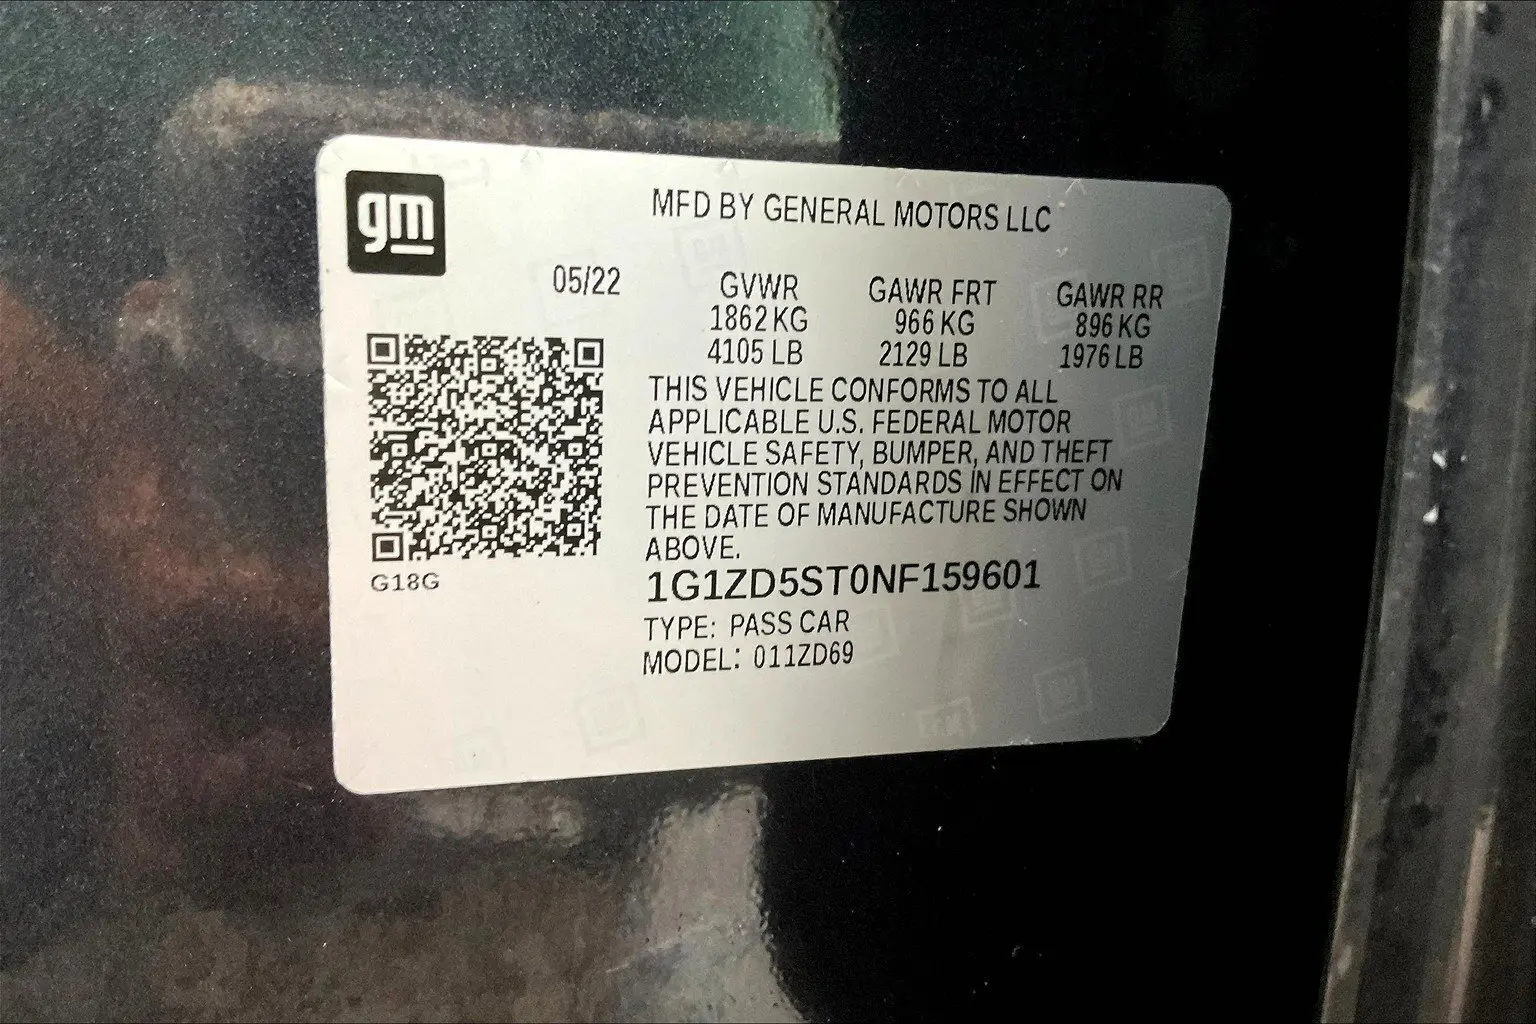 gm
MFD BY GENERAL MOTORS LLC
05/22 GVWR GAWR FRT GAWR RR
1862 KG 966 KG 896 KG
4105 LB 2129 LB 1976 LB
THIS VEHICLE CONFORMS TO ALL
APPLICABLE U.S. FEDERAL MOTOR
VEHICLE SAFETY, BUMPER, AND THEFT
PREVENTION STANDARDS IN EFFECT ON
THE DATE OF MANUFACTURE SHOWN
ABOVE.
G18G
1G1ZD5ST0NF159601
TYPE: PASS CAR
MODEL: 011ZD69